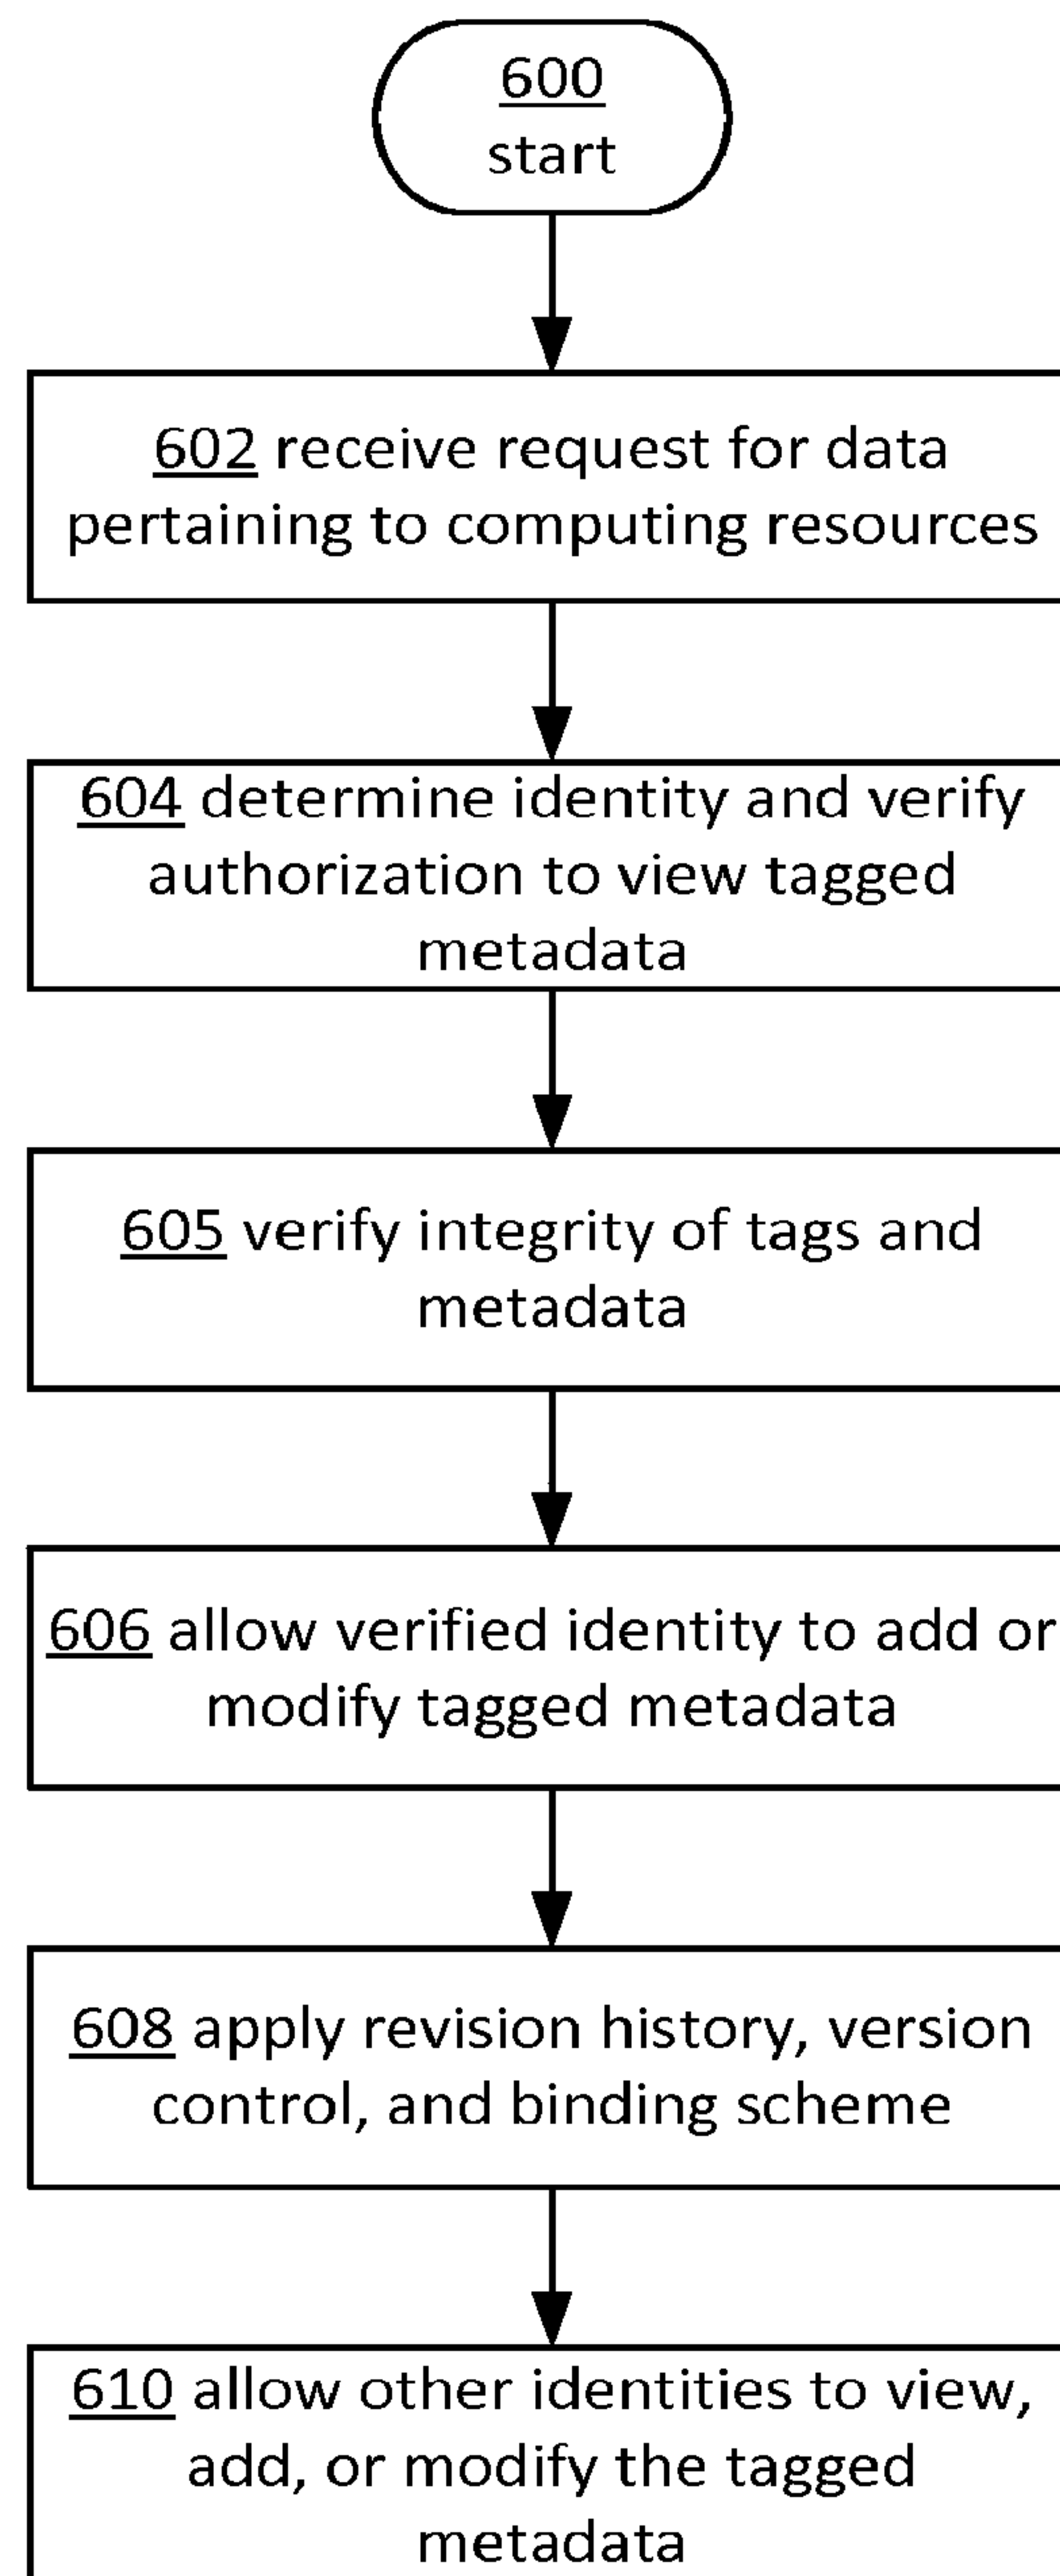 600
start
602 receive request for data
pertaining to computing resources
604 determine identity and verify
authorization to view tagged
metadata
605 verify integrity of tags and
metadata
606 allow verified identity to add or
modify tagged metadata
608 apply revision history, version
control, and binding scheme
610 allow other identities to view,
add, or modify the tagged
metadata